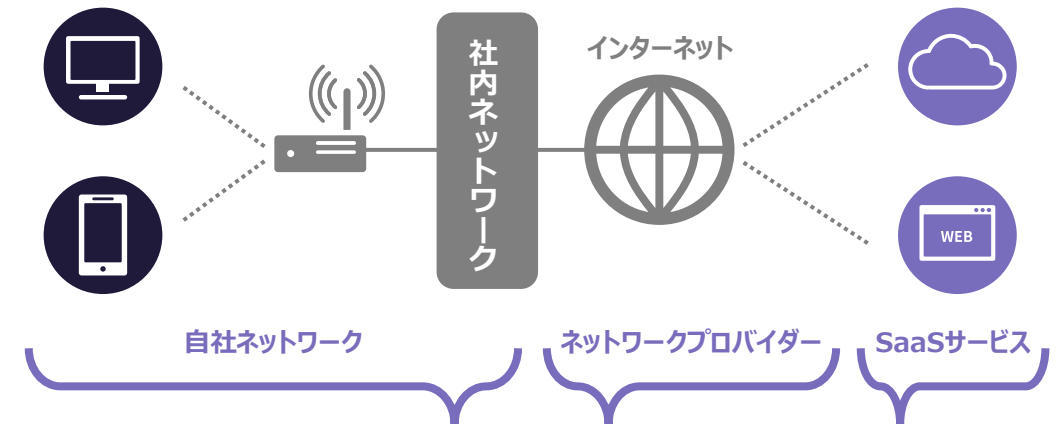 社内ネットワーク
インターネット
WEB
自社ネットワーク
ネットワークプロバイダー
SaaSサービス